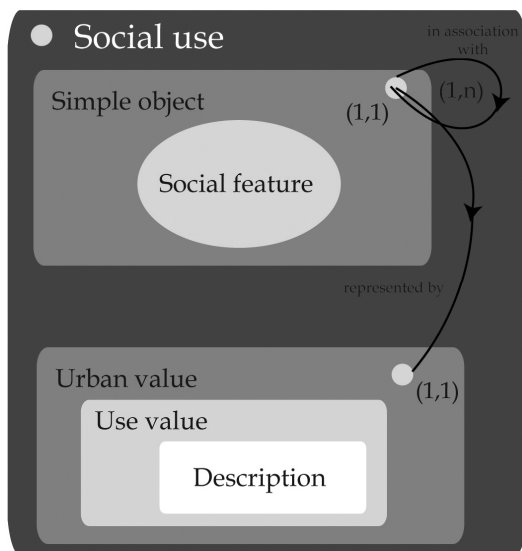 Social use
in association
with
Simple object
(1,1)
(1,n)
Social feature
represented by
Urban value
(1,1)
Use value
Description